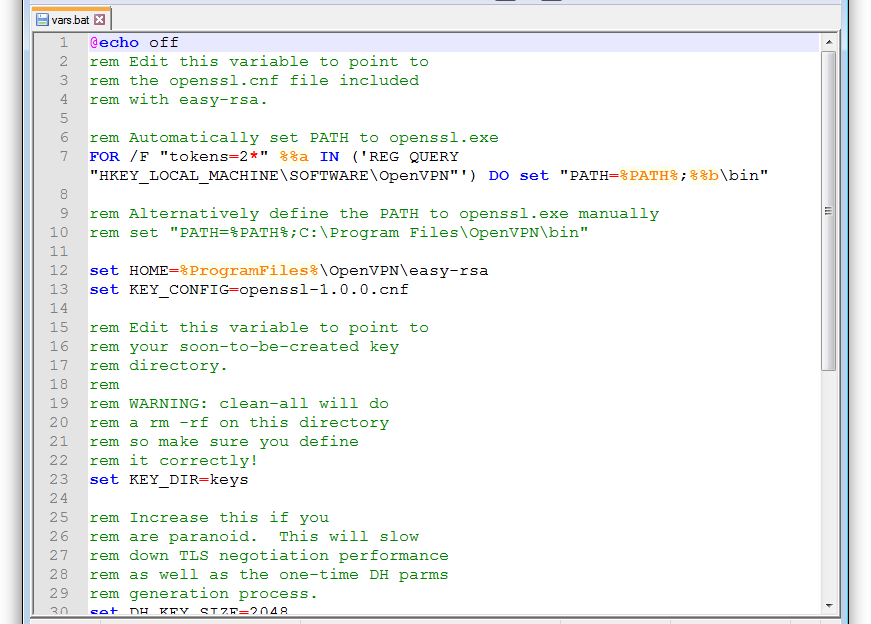 vars.bat
1 @echo off
2 rem Edit this variable to point to
3 rem the openssl.cnf file included
4 rem with easy-rsa.
5
6 rem Automatically set PATH to openssl.exe
7 FOR /F "tokens=2*" %%a IN ('REG QUERY
"HKEY_LOCAL_MACHINE\SOFTWARE\OpenVPN"') DO set "PATH=%PATH%;%%b\bin"
8
9 rem Alternatively define the PATH to openssl.exe manually
10 rem set "PATH=%PATH%;C:\Program Files\OpenVPN\bin"
11
12 set HOME=%ProgramFiles%\OpenVPN\easy-rsa
13 set KEY_CONFIG=openssl-1.0.0.cnf
14
15 rem Edit this variable to point to
16 rem your soon-to-be-created key
17 rem directory.
18 rem
19 rem WARNING: clean-all will do
20 rem a rm -rf on this directory
21 rem so make sure you define
22 rem it correctly!
23 set KEY_DIR=keys
24
25 rem Increase this if you
26 rem are paranoid.  This will slow
27 rem down TLS negotiation performance
28 rem as well as the one-time DH parms
29 rem generation process.
30 set DH_KEY_SIZE=2048